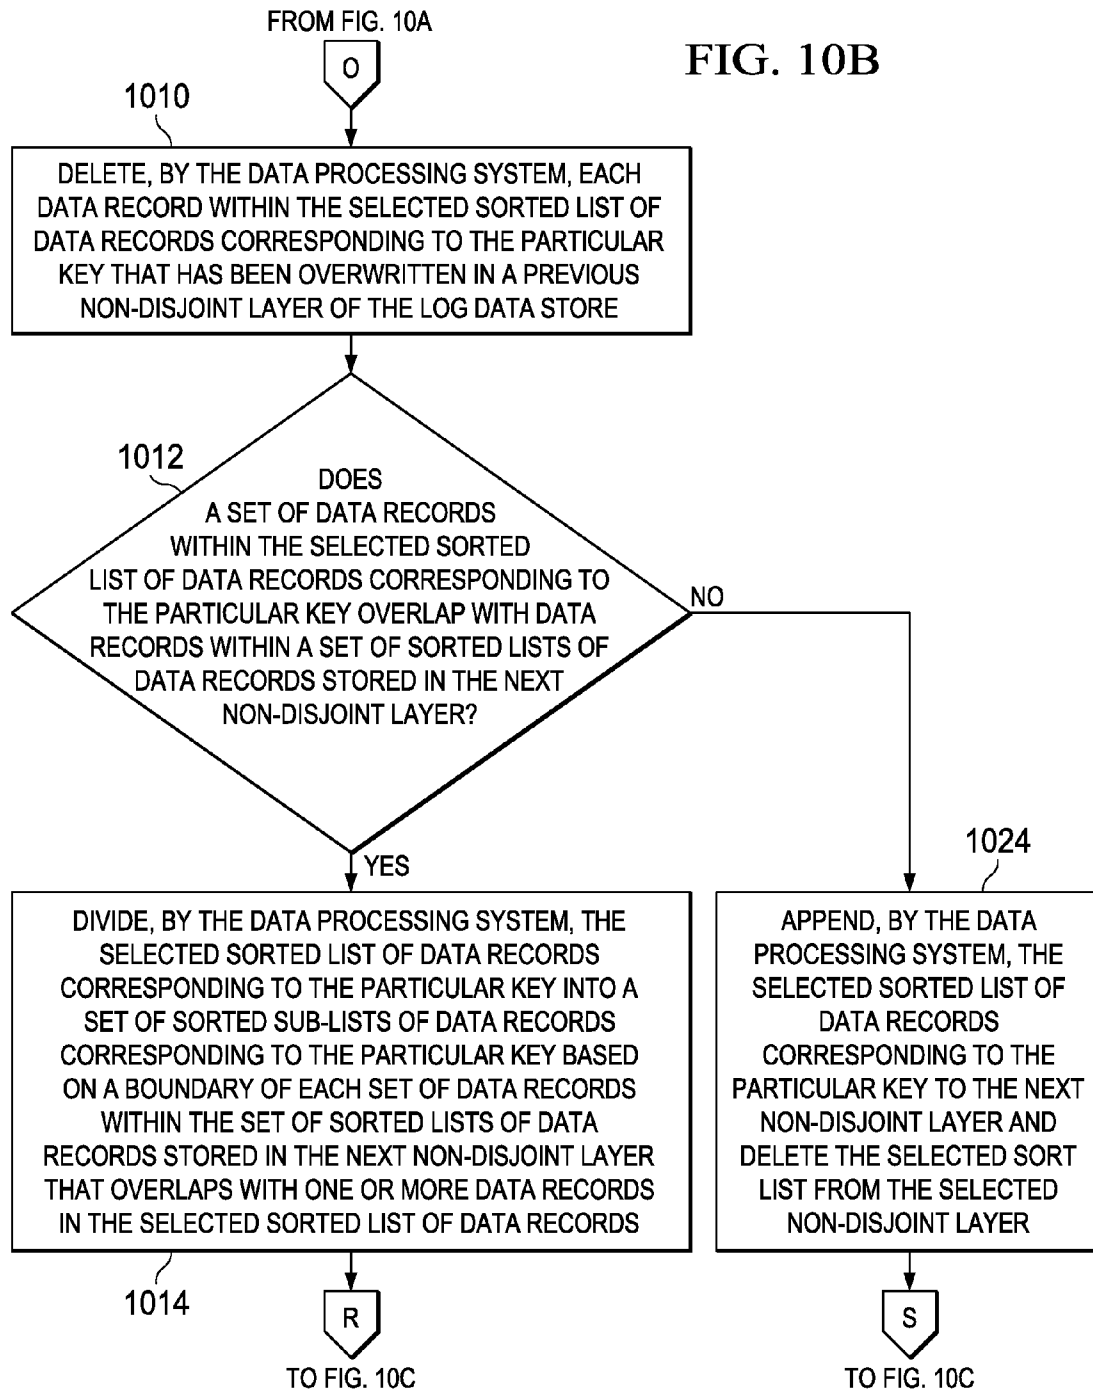 FROM FIG. 10A
FIG. 10B
O
1010
DELETE, BY THE DATA PROCESSING SYSTEM, EACH
DATA RECORD WITHIN THE SELECTED SORTED LIST OF
DATA RECORDS CORRESPONDING TO THE PARTICULAR
KEY THAT HAS BEEN OVERWRITTEN IN A PREVIOUS
NON-DISJOINT LAYER OF THE LOG DATA STORE
1012
DOES
A SET OF DATA RECORDS
WITHIN THE SELECTED SORTED
LIST OF DATA RECORDS CORRESPONDING TO
THE PARTICULAR KEY OVERLAP WITH DATA
RECORDS WITHIN A SET OF SORTED LISTS OF
DATA RECORDS STORED IN THE NEXT
NON-DISJOINT LAYER?
NO
YES
DIVIDE, BY THE DATA PROCESSING SYSTEM, THE
SELECTED SORTED LIST OF DATA RECORDS
CORRESPONDING TO THE PARTICULAR KEY INTO A
SET OF SORTED SUB-LISTS OF DATA RECORDS
CORRESPONDING TO THE PARTICULAR KEY BASED
ON A BOUNDARY OF EACH SET OF DATA RECORDS
WITHIN THE SET OF SORTED LISTS OF DATA
RECORDS STORED IN THE NEXT NON-DISJOINT LAYER
THAT OVERLAPS WITH ONE OR MORE DATA RECORDS
IN THE SELECTED SORTED LIST OF DATA RECORDS
1014
R
TO FIG. 10C
1024
APPEND, BY THE DATA
PROCESSING SYSTEM, THE
SELECTED SORTED LIST OF
DATA RECORDS
CORRESPONDING TO THE
PARTICULAR KEY TO THE NEXT
NON-DISJOINT LAYER AND
DELETE THE SELECTED SORT
LIST FROM THE SELECTED
NON-DISJOINT LAYER
S
TO FIG. 10C